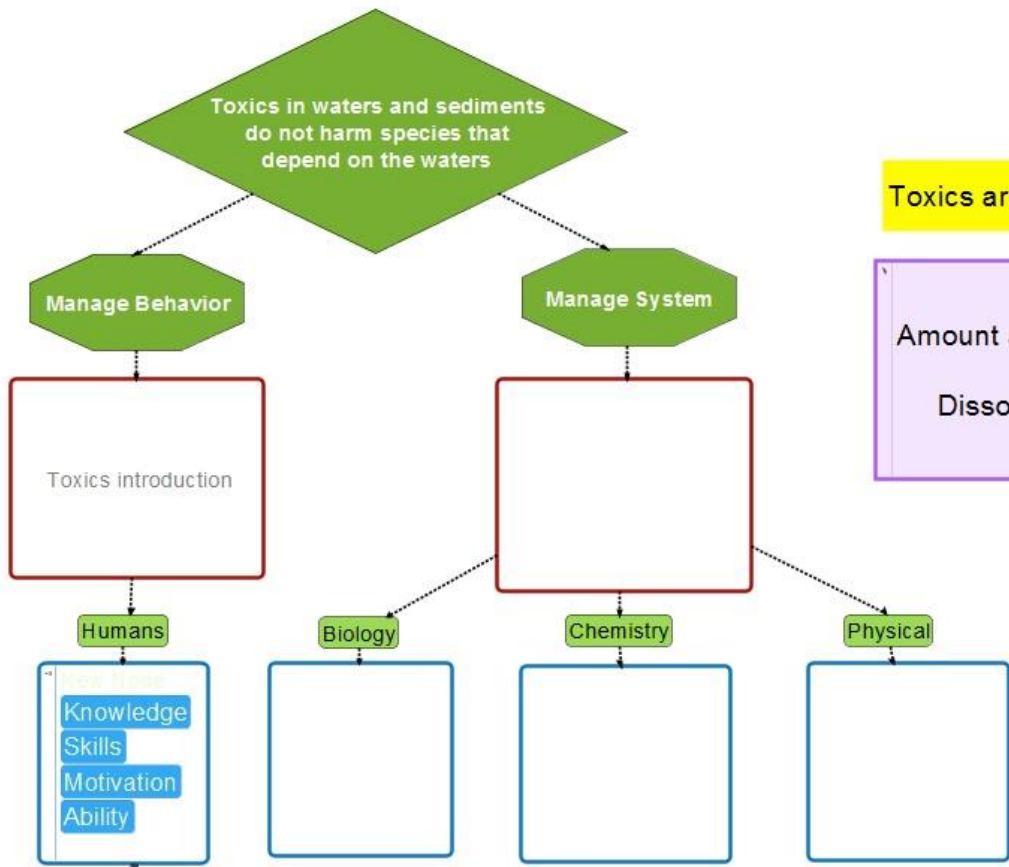 Toxics in waters and sediments
do not harm species that
depend on the waters
Toxics ar
Manage Behavior
Manage System
Amount
Disso
Toxics introduction
Humans
Biology
Chemistry
Physical
New Node
Knowledge
Skills
Motivation
Ability